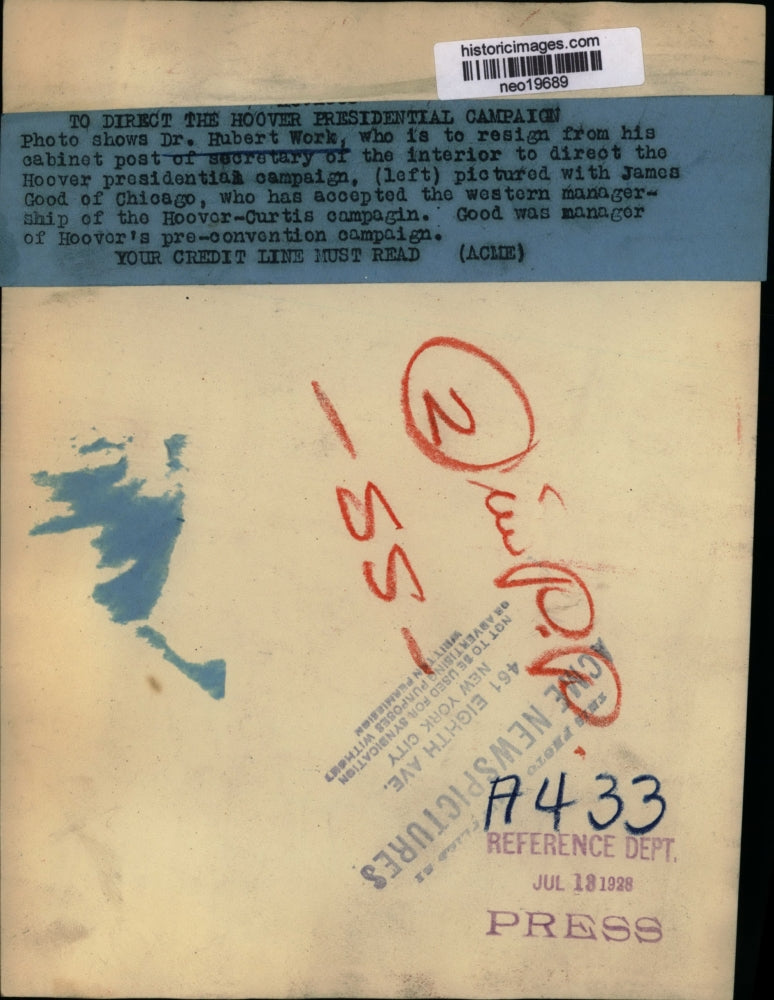 historicimages.com
neo19689
TO DIRECT THE HOOVER PRESIDENTIAL CAMPAIGN
Photo shows Dr. Hubert Work, who is to resign from his
cabinet post of secretary of the interior to direct the
Hoover presidential campaign, (left) pictured with James
Good of Chicago, who has accepted the western manager-
ship of the Hoover-Curtis campagin. Good was manager
of Hoover's pre-convention campaign.
YOUR CREDIT LINE MUST READ (ACME)
2
in P.P.
- SS -
THIS PHOTO
ACME NEWSPICTURES
461 EIGHTH AVE.
NEW YORK CITY
NOT TO BE USED FOR SYNDICATION
OR ADVERTISING PURPOSES WITHOUT
WRITTEN PERMISSION
A433
REFERENCE DEPT.
JUL 18 1928
PRESS